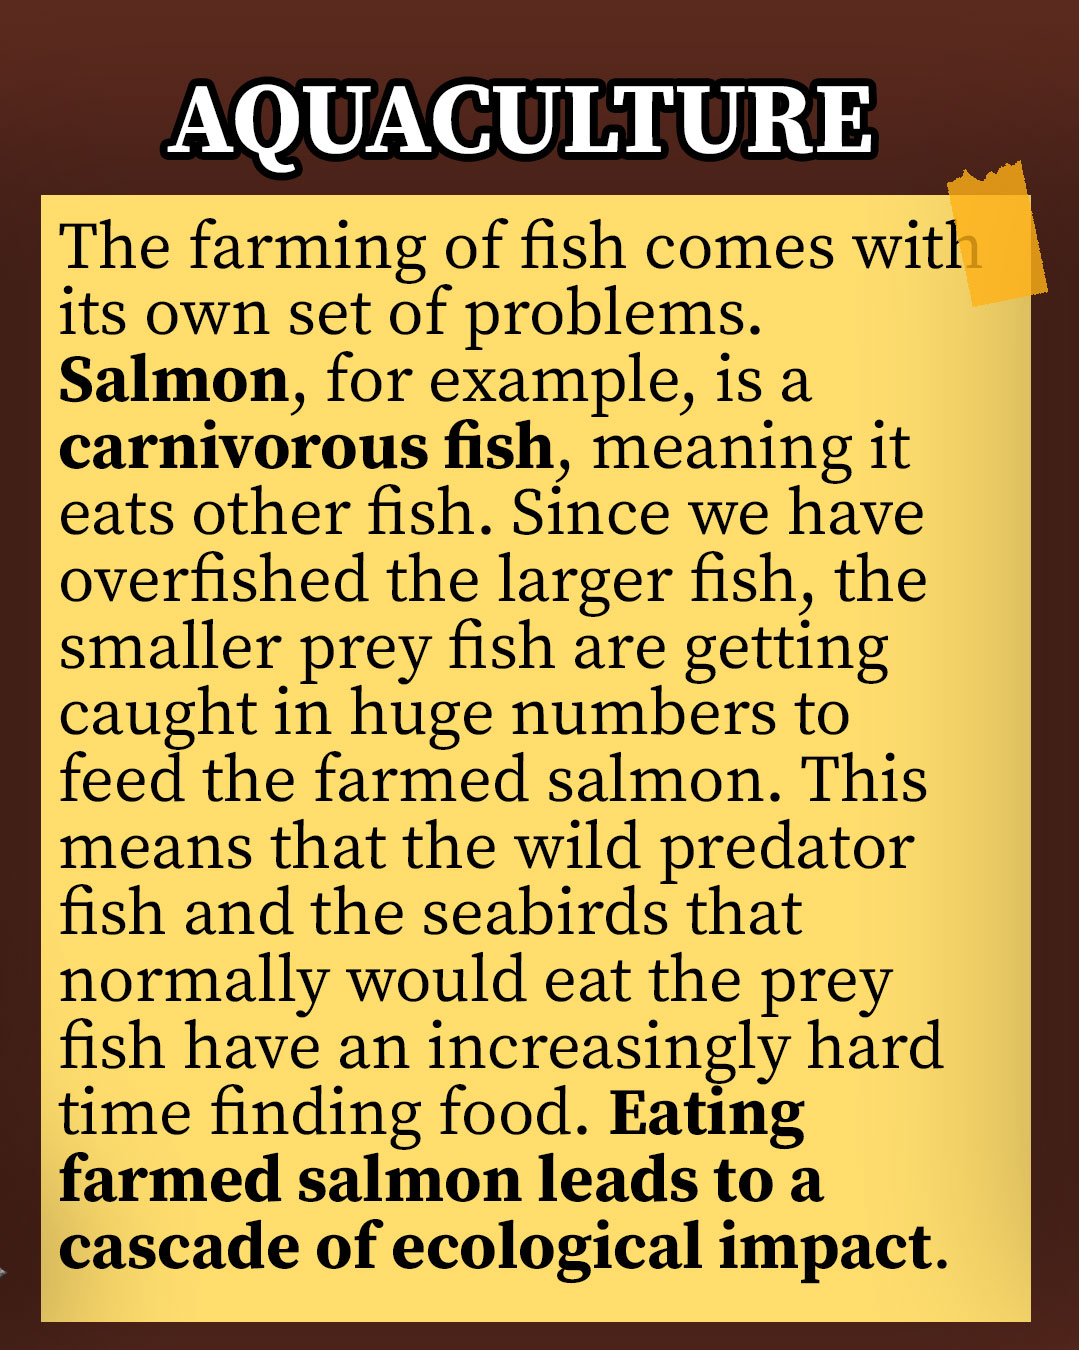 AQUACULTURE
The farming of fish comes with
its own set of problems.
Salmon, for example, is a
carnivorous fish, meaning it
eats other fish. Since we have
overfished the larger fish, the
smaller prey fish are getting
caught in huge numbers to
feed the farmed salmon. This
means that the wild predator
fish and the seabirds that
normally would eat the prey
fish have an increasingly hard
time finding food. Eating
farmed salmon leads to a
cascade of ecological impact.